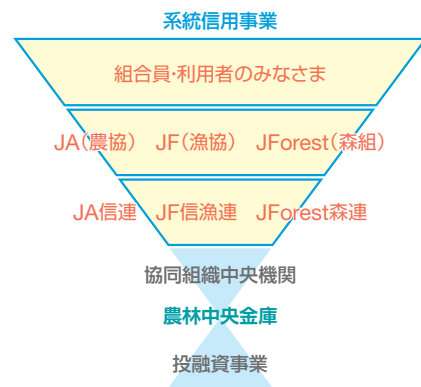 系統信用事業
組合員・利用者のみなさま
JA（農協） JF（漁協） JForest（森組）
JA信連 JF信漁連 JForest森連
協同組織中央機関
農林中央金庫
投融資事業